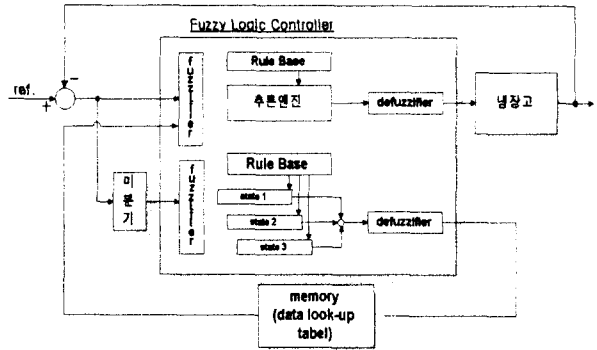 Fuzzy Logic Controller
ref.
+
−
fuzzifier
Rule Base
추론엔진
defuzzifier
냉장고
미분기
fuzzifier
Rule Base
state 1
state 2
state 3
defuzzifier
memory
(data look-up
tabel)